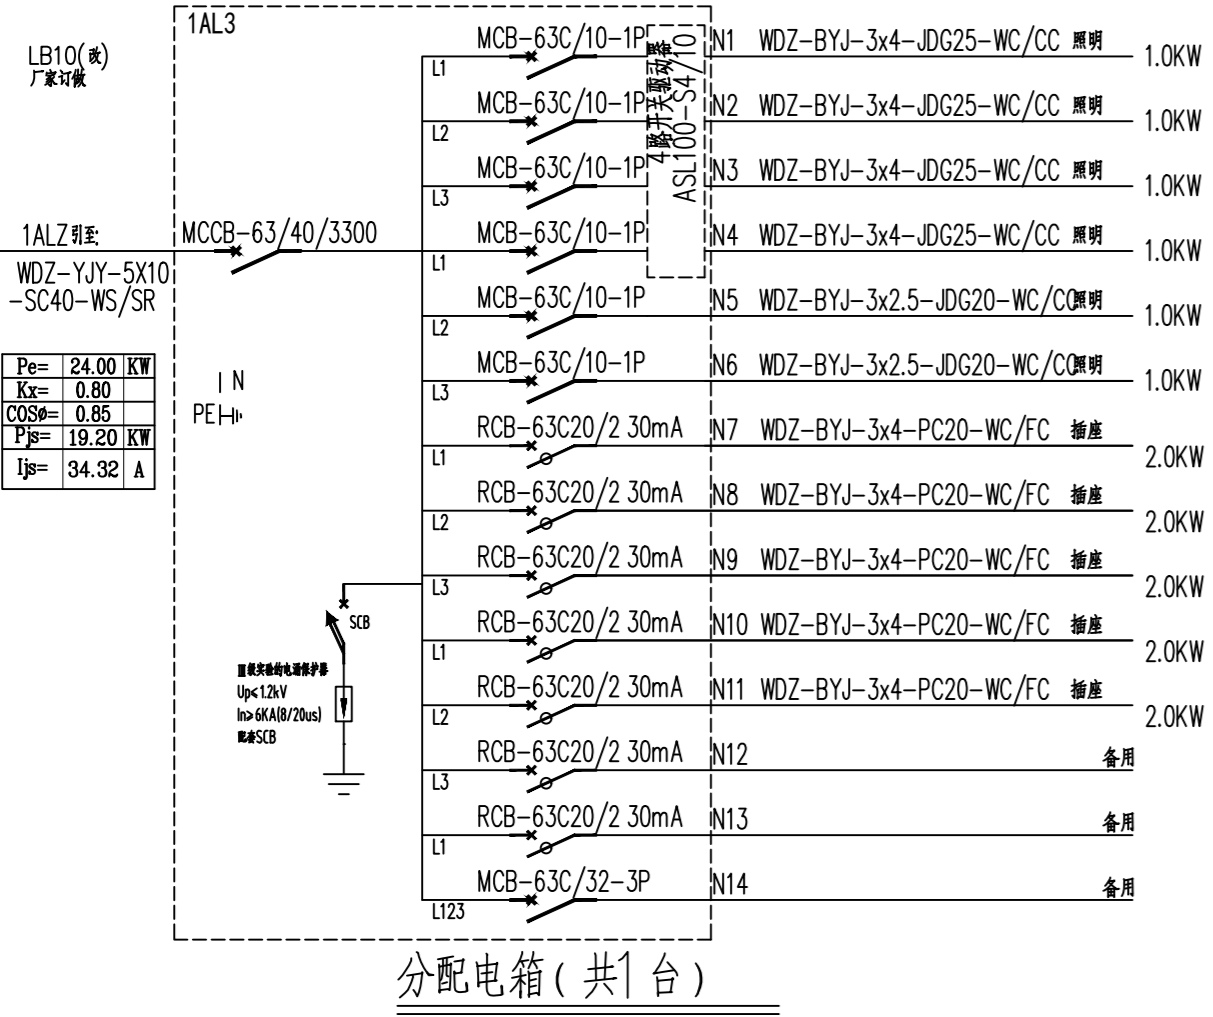 1AL3
LB10(改)
厂家订做
1ALZ引至:
WDZ-YJY-5X10
-SC40-WS/SR
MCCB-63/40/3300
Pe= 24.00 KW
Kx= 0.80
COSø= 0.85
Pjs= 19.20 KW
Ijs= 34.32 A
N
PE
SCB
Ⅲ级实验的电涌保护器
Up≤1.2kV
In≥6KA(8/20us)
配套SCB
4路开关驱动器
ASL100-S4/10
L1 MCB-63C/10-1P N1 WDZ-BYJ-3x4-JDG25-WC/CC 照明 1.0KW
L2 MCB-63C/10-1P N2 WDZ-BYJ-3x4-JDG25-WC/CC 照明 1.0KW
L3 MCB-63C/10-1P N3 WDZ-BYJ-3x4-JDG25-WC/CC 照明 1.0KW
L1 MCB-63C/10-1P N4 WDZ-BYJ-3x4-JDG25-WC/CC 照明 1.0KW
L2 MCB-63C/10-1P N5 WDZ-BYJ-3x2.5-JDG20-WC/CC照明 1.0KW
L3 MCB-63C/10-1P N6 WDZ-BYJ-3x2.5-JDG20-WC/CC照明 1.0KW
L1 RCB-63C20/2 30mA N7 WDZ-BYJ-3x4-PC20-WC/FC 插座 2.0KW
L2 RCB-63C20/2 30mA N8 WDZ-BYJ-3x4-PC20-WC/FC 插座 2.0KW
L3 RCB-63C20/2 30mA N9 WDZ-BYJ-3x4-PC20-WC/FC 插座 2.0KW
L1 RCB-63C20/2 30mA N10 WDZ-BYJ-3x4-PC20-WC/FC 插座 2.0KW
L2 RCB-63C20/2 30mA N11 WDZ-BYJ-3x4-PC20-WC/FC 插座 2.0KW
L3 RCB-63C20/2 30mA N12 备用
L1 RCB-63C20/2 30mA N13 备用
L123 MCB-63C/32-3P N14 备用
分配电箱(共1台)